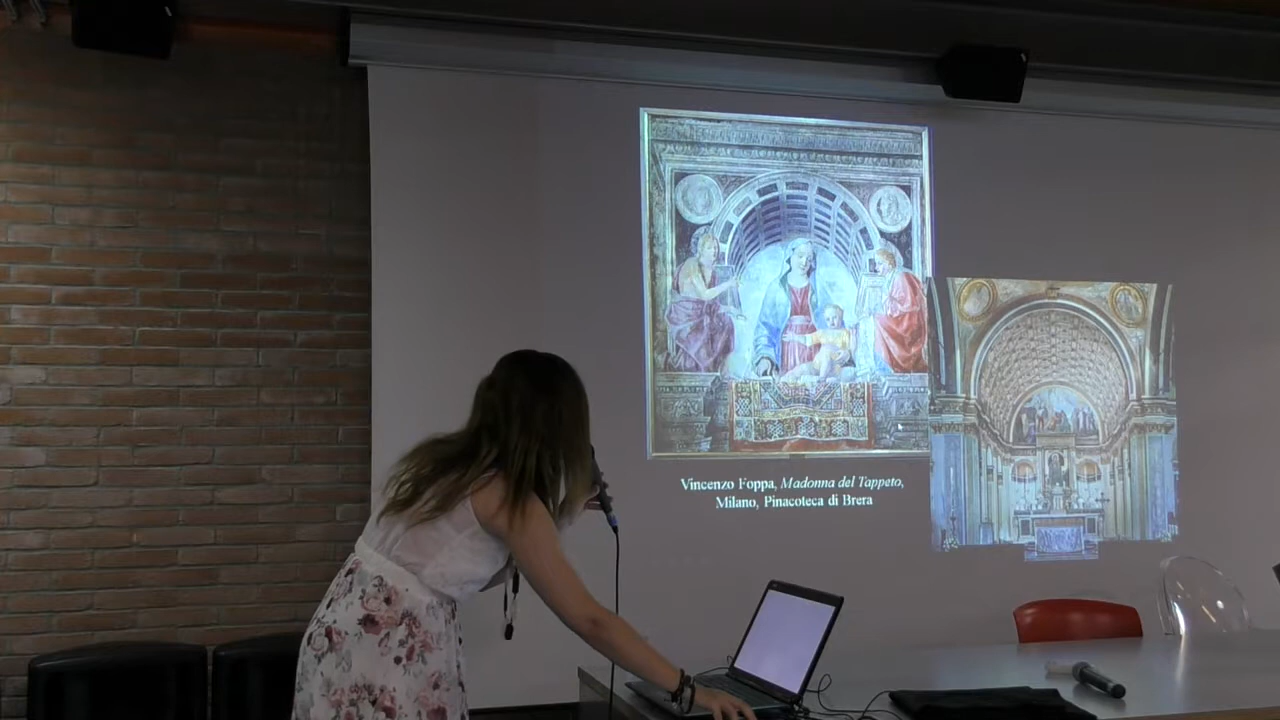 Vincenzo Foppa, Madonna del Tappeto,
Milano, Pinacoteca di Brera